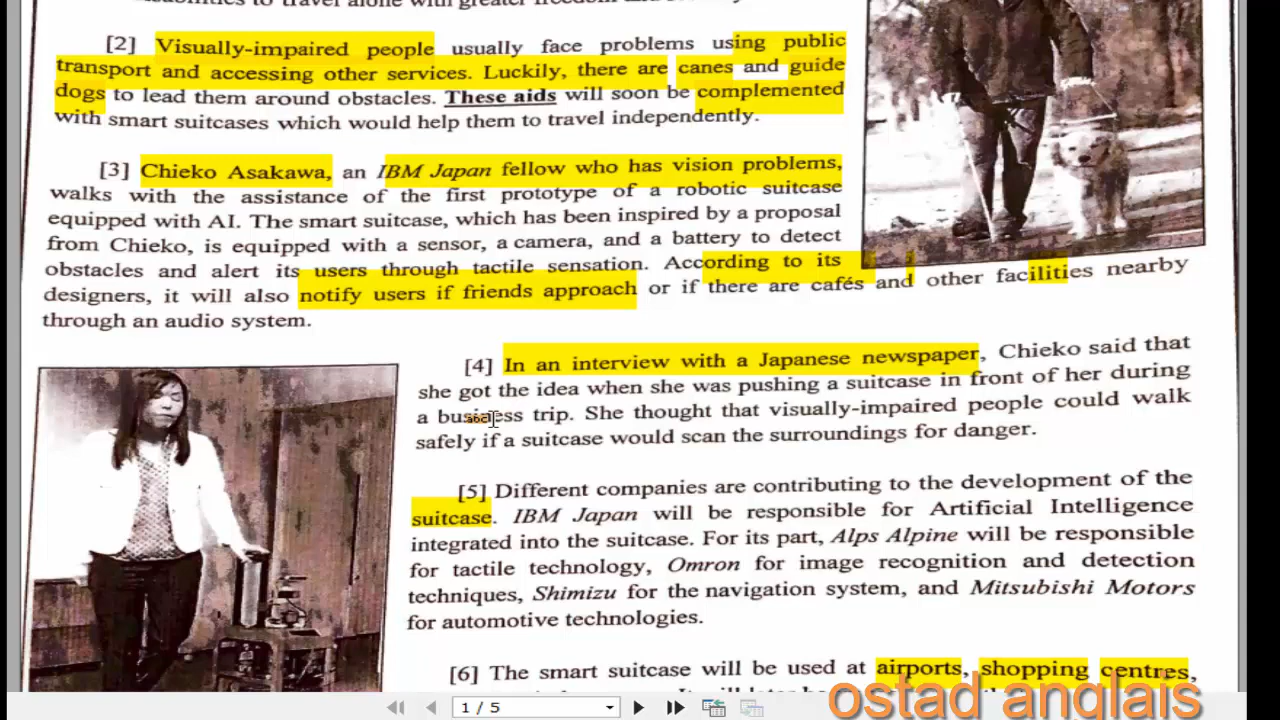 to travel alone with greater freedom and
[2] Visually-impaired people usually face problems using public
transport and accessing other services. Luckily, there are canes and guide
dogs to lead them around obstacles. These aids will soon be complemented
with smart suitcases which would help them to travel independently.
[3] Chieko Asakawa, an IBM Japan fellow who has vision problems,
walks with the assistance of the first prototype of a robotic suitcase
equipped with AI. The smart suitcase, which has been inspired by a proposal
from Chieko, is equipped with a sensor, a camera, and a battery to detect
obstacles and alert its users through tactile sensation. According to its
designers, it will also notify users if friends approach or if there are cafés and other facilities nearby
through an audio system.
[4] In an interview with a Japanese newspaper, Chieko said that
she got the idea when she was pushing a suitcase in front of her during
a business trip. She thought that visually-impaired people could walk
safely if a suitcase would scan the surroundings for danger.
[5] Different companies are contributing to the development of the
suitcase. IBM Japan will be responsible for Artificial Intelligence
integrated into the suitcase. For its part, Alps Alpine will be responsible
for tactile technology, Omron for image recognition and detection
techniques, Shimizu for the navigation system, and Mitsubishi Motors
for automotive technologies.
[6] The smart suitcase will be used at airports, shopping centres,
1 / 5
ostad anglais